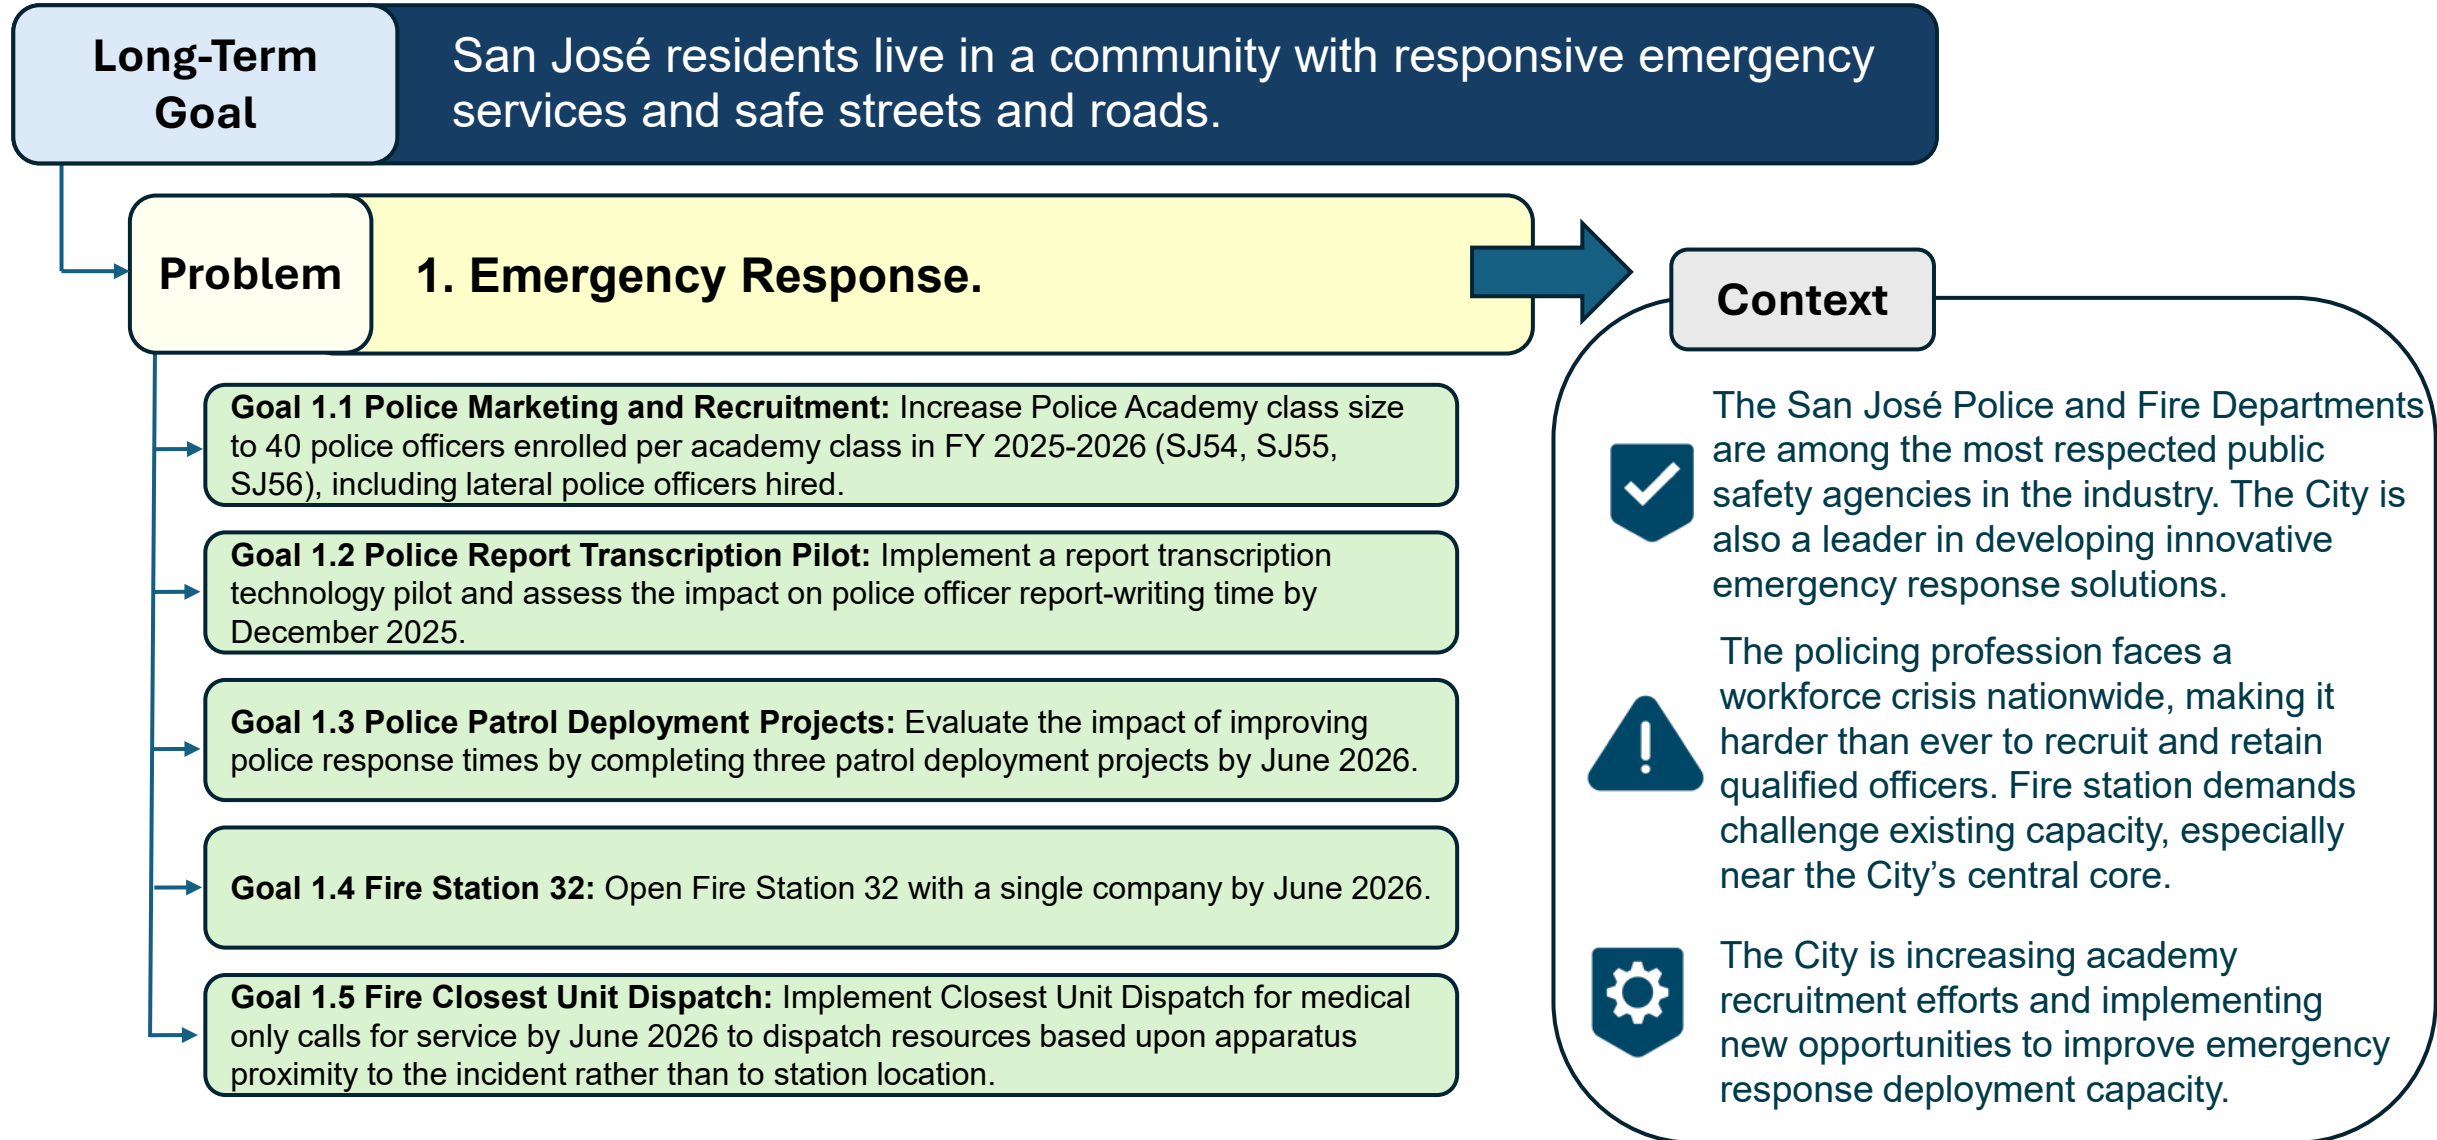 Long-Term
Goal
San José residents live in a community with responsive emergency
services and safe streets and roads.
Problem
1. Emergency Response.
Goal 1.1 Police Marketing and Recruitment: Increase Police Academy class size
to 40 police officers enrolled per academy class in FY 2025-2026 (SJ54, SJ55,
SJ56), including lateral police officers hired.
Goal 1.2 Police Report Transcription Pilot: Implement a report transcription
technology pilot and assess the impact on police officer report-writing time by
December 2025.
Goal 1.3 Police Patrol Deployment Projects: Evaluate the impact of improving
police response times by completing three patrol deployment projects by June 2026.
Goal 1.4 Fire Station 32: Open Fire Station 32 with a single company by June 2026.
Goal 1.5 Fire Closest Unit Dispatch: Implement Closest Unit Dispatch for medical
only calls for service by June 2026 to dispatch resources based upon apparatus
proximity to the incident rather than to station location.
Context
The San José Police and Fire Departments
are among the most respected public
safety agencies in the industry. The City is
also a leader in developing innovative
emergency response solutions.
The policing profession faces a
workforce crisis nationwide, making it
harder than ever to recruit and retain
qualified officers. Fire station demands
challenge existing capacity, especially
near the City’s central core.
The City is increasing academy
recruitment efforts and implementing
new opportunities to improve emergency
response deployment capacity.